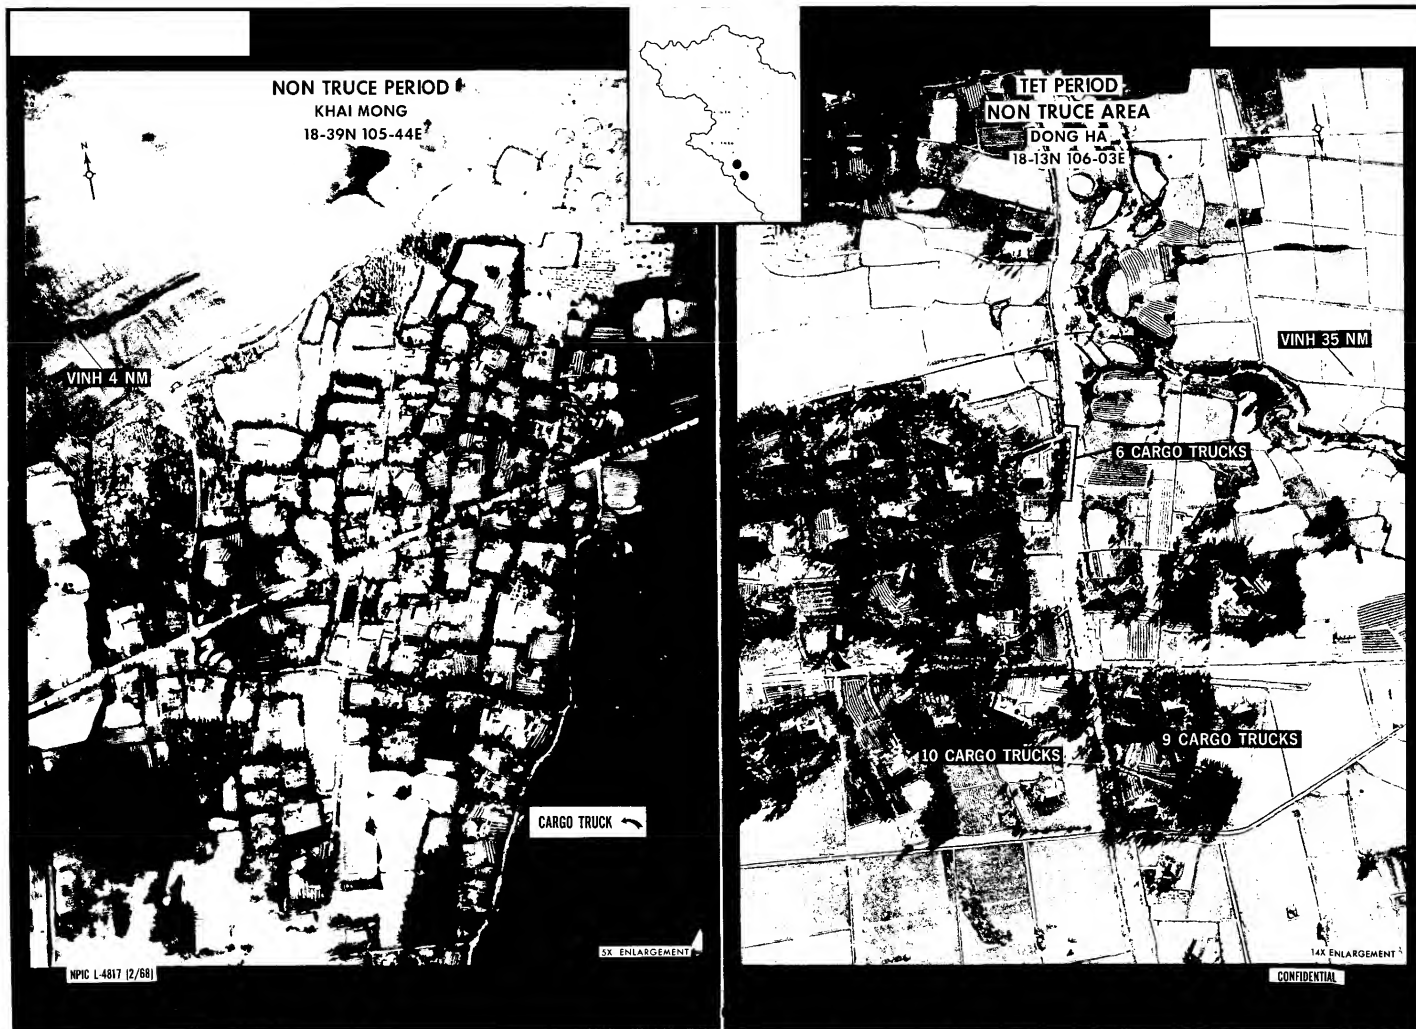 NON TRUCE PERIOD
KHAI MONG
18-39N 105-44E
N
VINH 4 NM
CARGO TRUCK
5X ENLARGEMENT
NPIC L-4817 (2/68)
TET PERIOD
NON TRUCE AREA
DONG HA
18-13N 106-03E
VINH 35 NM
6 CARGO TRUCKS
10 CARGO TRUCKS
9 CARGO TRUCKS
14X ENLARGEMENT
CONFIDENTIAL